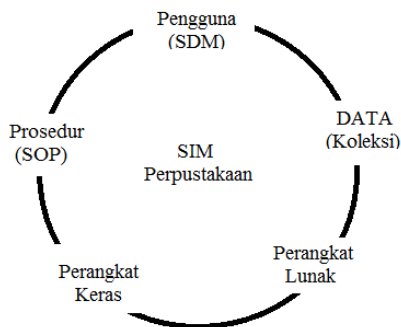 Pengguna
(SDM)
DATA
(Koleksi)
Prosedur
(SOP)
SIM
Perpustakaan
Perangkat
Lunak
Perangkat
Keras